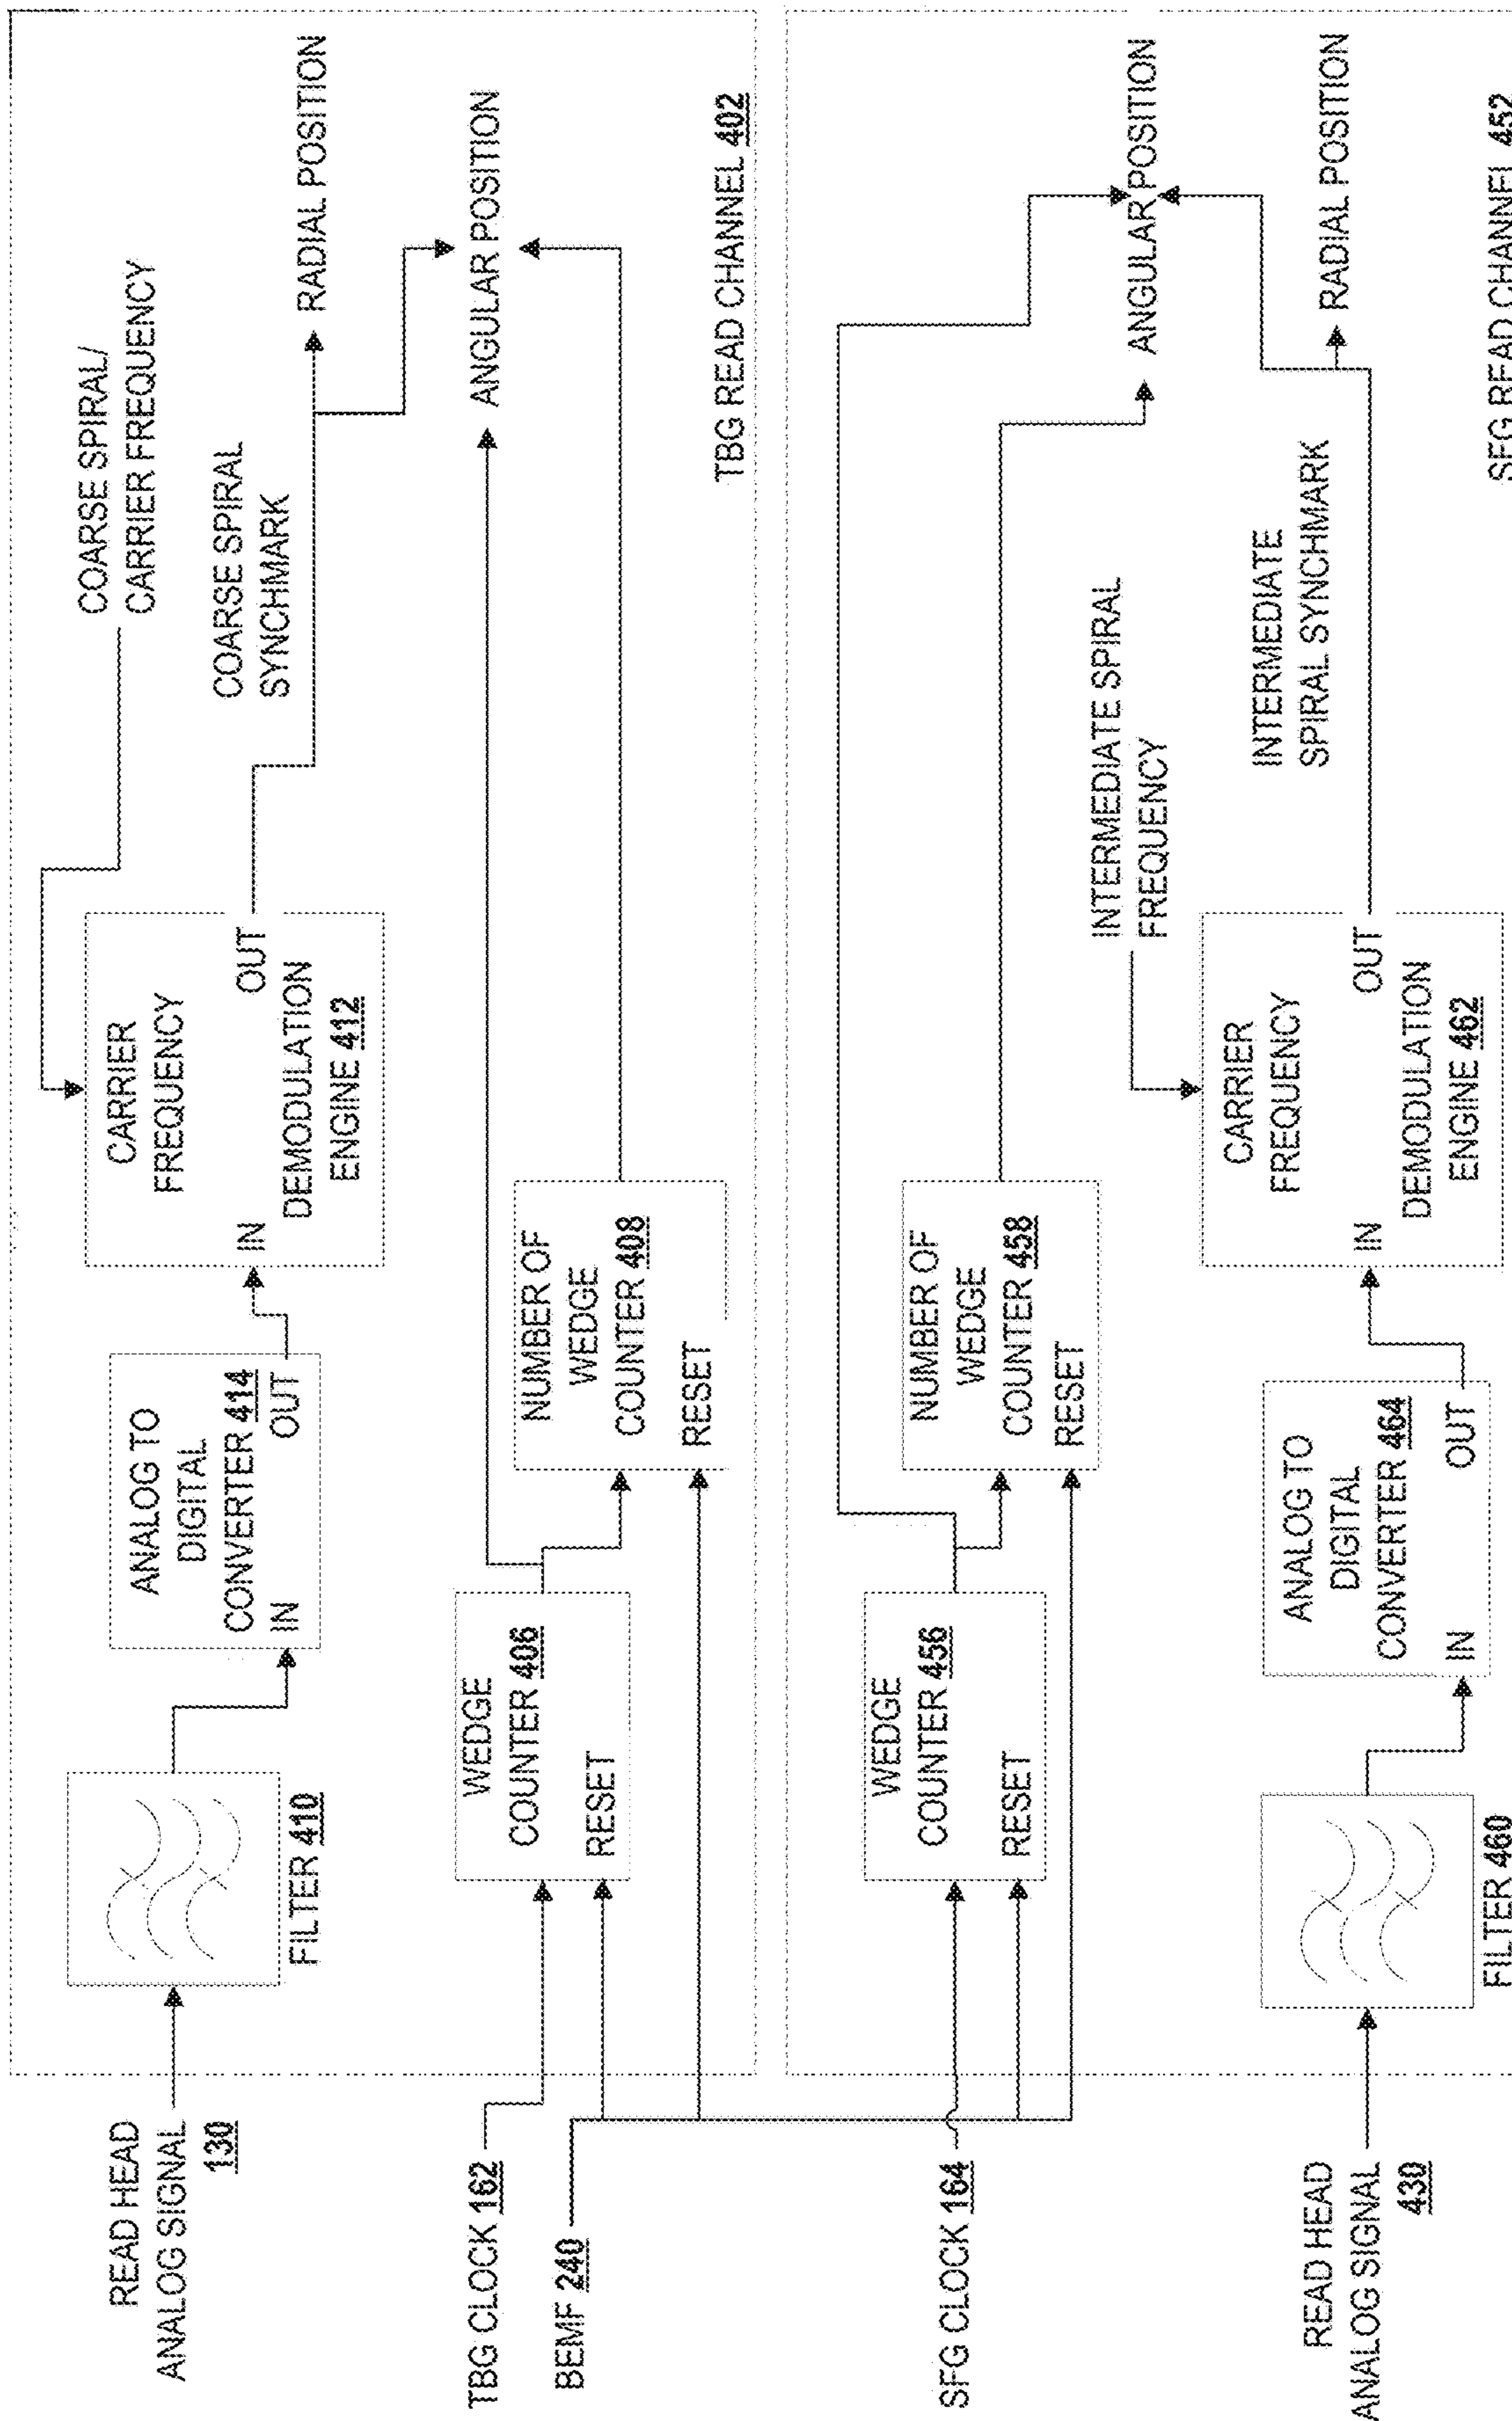 READ HEAD
ANALOG SIGNAL
130
FILTER 410
ANALOG TO
DIGITAL
CONVERTER 414
IN
OUT
CARRIER
FREQUENCY
IN
OUT
DEMODULATION
ENGINE 412
COARSE SPIRAL/
CARRIER FREQUENCY
COARSE SPIRAL
SYNCHMARK
RADIAL POSITION
ANGULAR POSITION
TBG CLOCK 162
BEMF 240
WEDGE
COUNTER 406
RESET
NUMBER OF
WEDGE
COUNTER 408
RESET
TBG READ CHANNEL 402
SFG CLOCK 164
WEDGE
COUNTER 456
RESET
NUMBER OF
WEDGE
COUNTER 458
RESET
INTERMEDIATE SPIRAL
FREQUENCY
ANGULAR POSITION
READ HEAD
ANALOG SIGNAL
430
FILTER 460
ANALOG TO
DIGITAL
CONVERTER 464
IN
OUT
CARRIER
FREQUENCY
IN
OUT
DEMODULATION
ENGINE 462
INTERMEDIATE
SPIRAL SYNCHMARK
RADIAL POSITION
SFG READ CHANNEL 452